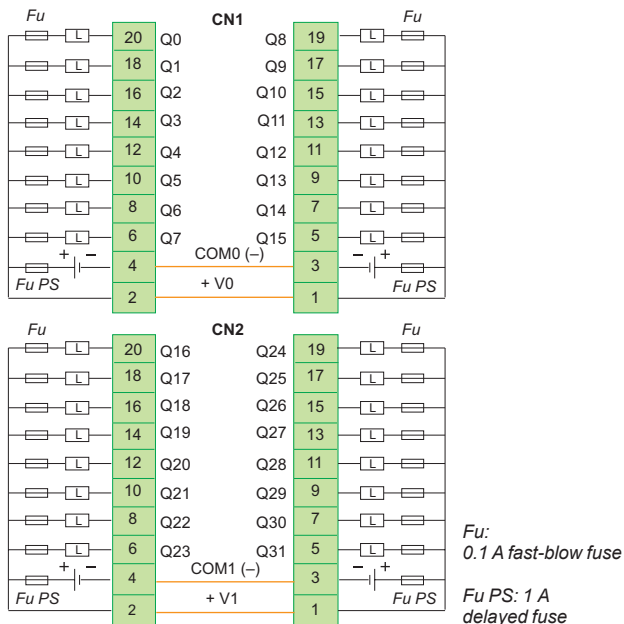 Fu CN1 Fu
L 20 Q0 Q8 19 L
L 18 Q1 Q9 17 L
L 16 Q2 Q10 15 L
L 14 Q3 Q11 13 L
L 12 Q4 Q12 11 L
L 10 Q5 Q13 9 L
L 8 Q6 Q14 7 L
L 6 Q7 Q15 5 L
+ – 4 COM0 (–) 3 – +
Fu PS + V0 Fu PS
2 1
Fu CN2 Fu
L 20 Q16 Q24 19 L
L 18 Q17 Q25 17 L
L 16 Q18 Q26 15 L
L 14 Q19 Q27 13 L
L 12 Q20 Q28 11 L
L 10 Q21 Q29 9 L
L 8 Q22 Q30 7 L
L 6 Q23 Q31 5 L
+ – 4 COM1 (–) 3 – +
Fu PS + V1 Fu PS
2 1
Fu:
0.1 A fast-blow fuse
Fu PS: 1 A
delayed fuse